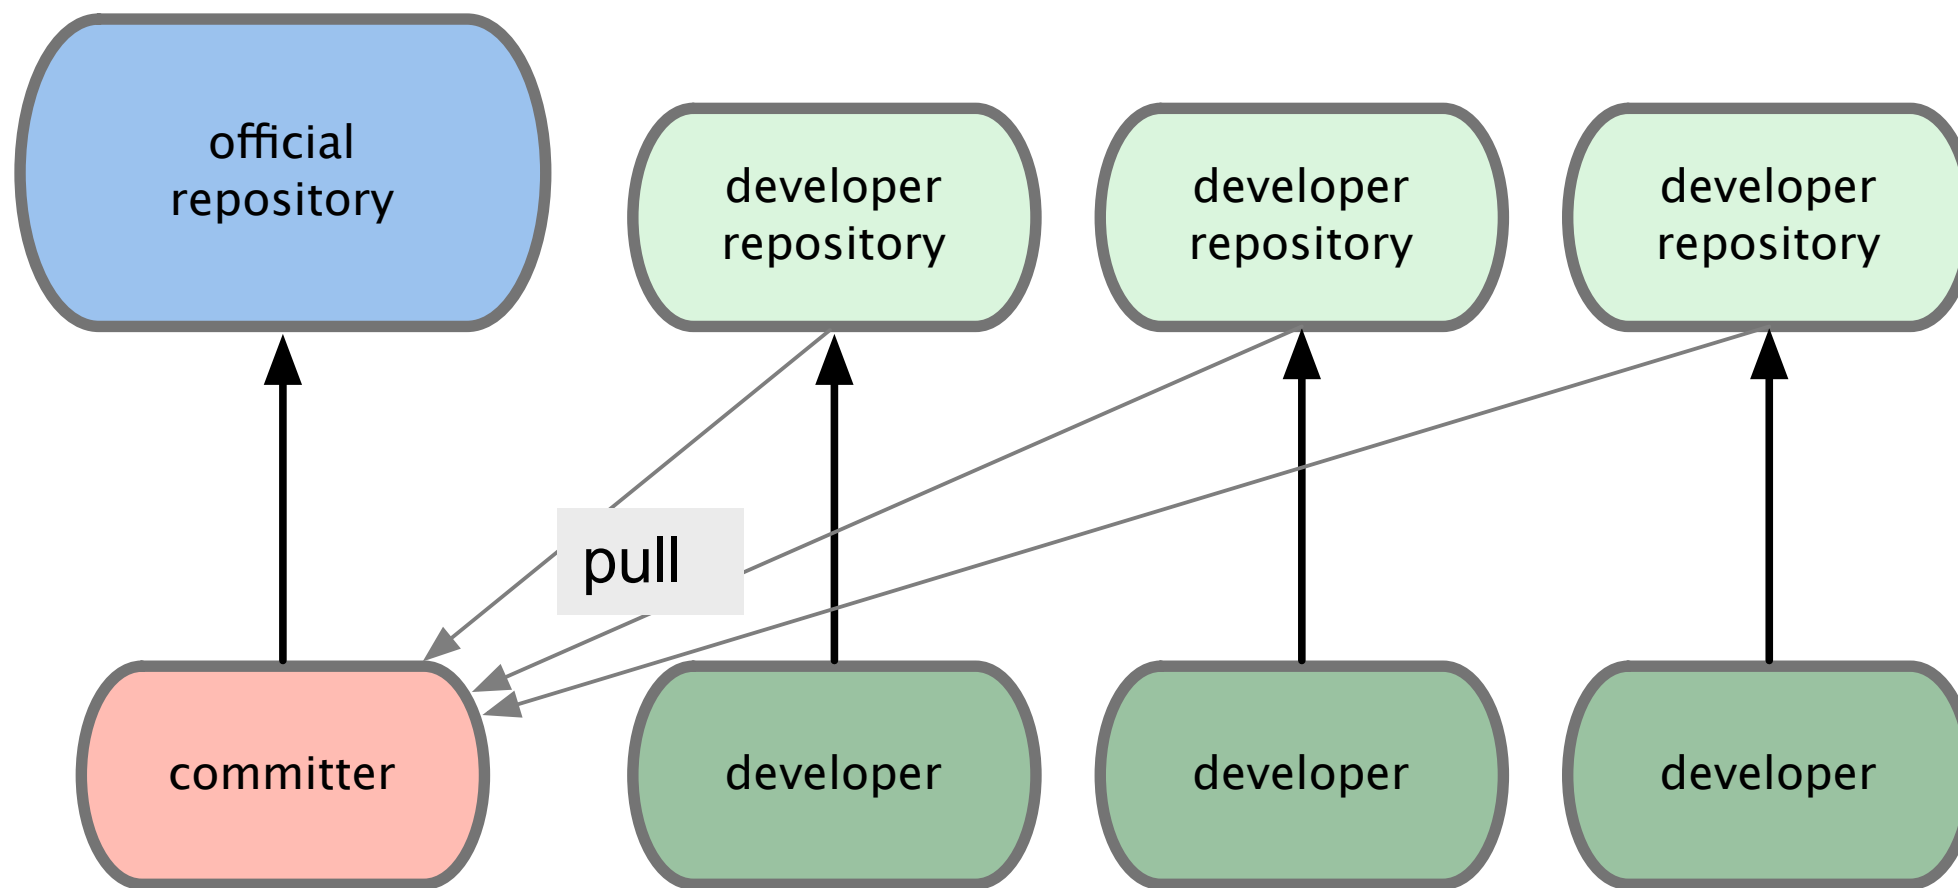 official
repository
developer
repository
developer
repository
developer
repository
pull
committer
developer
developer
developer